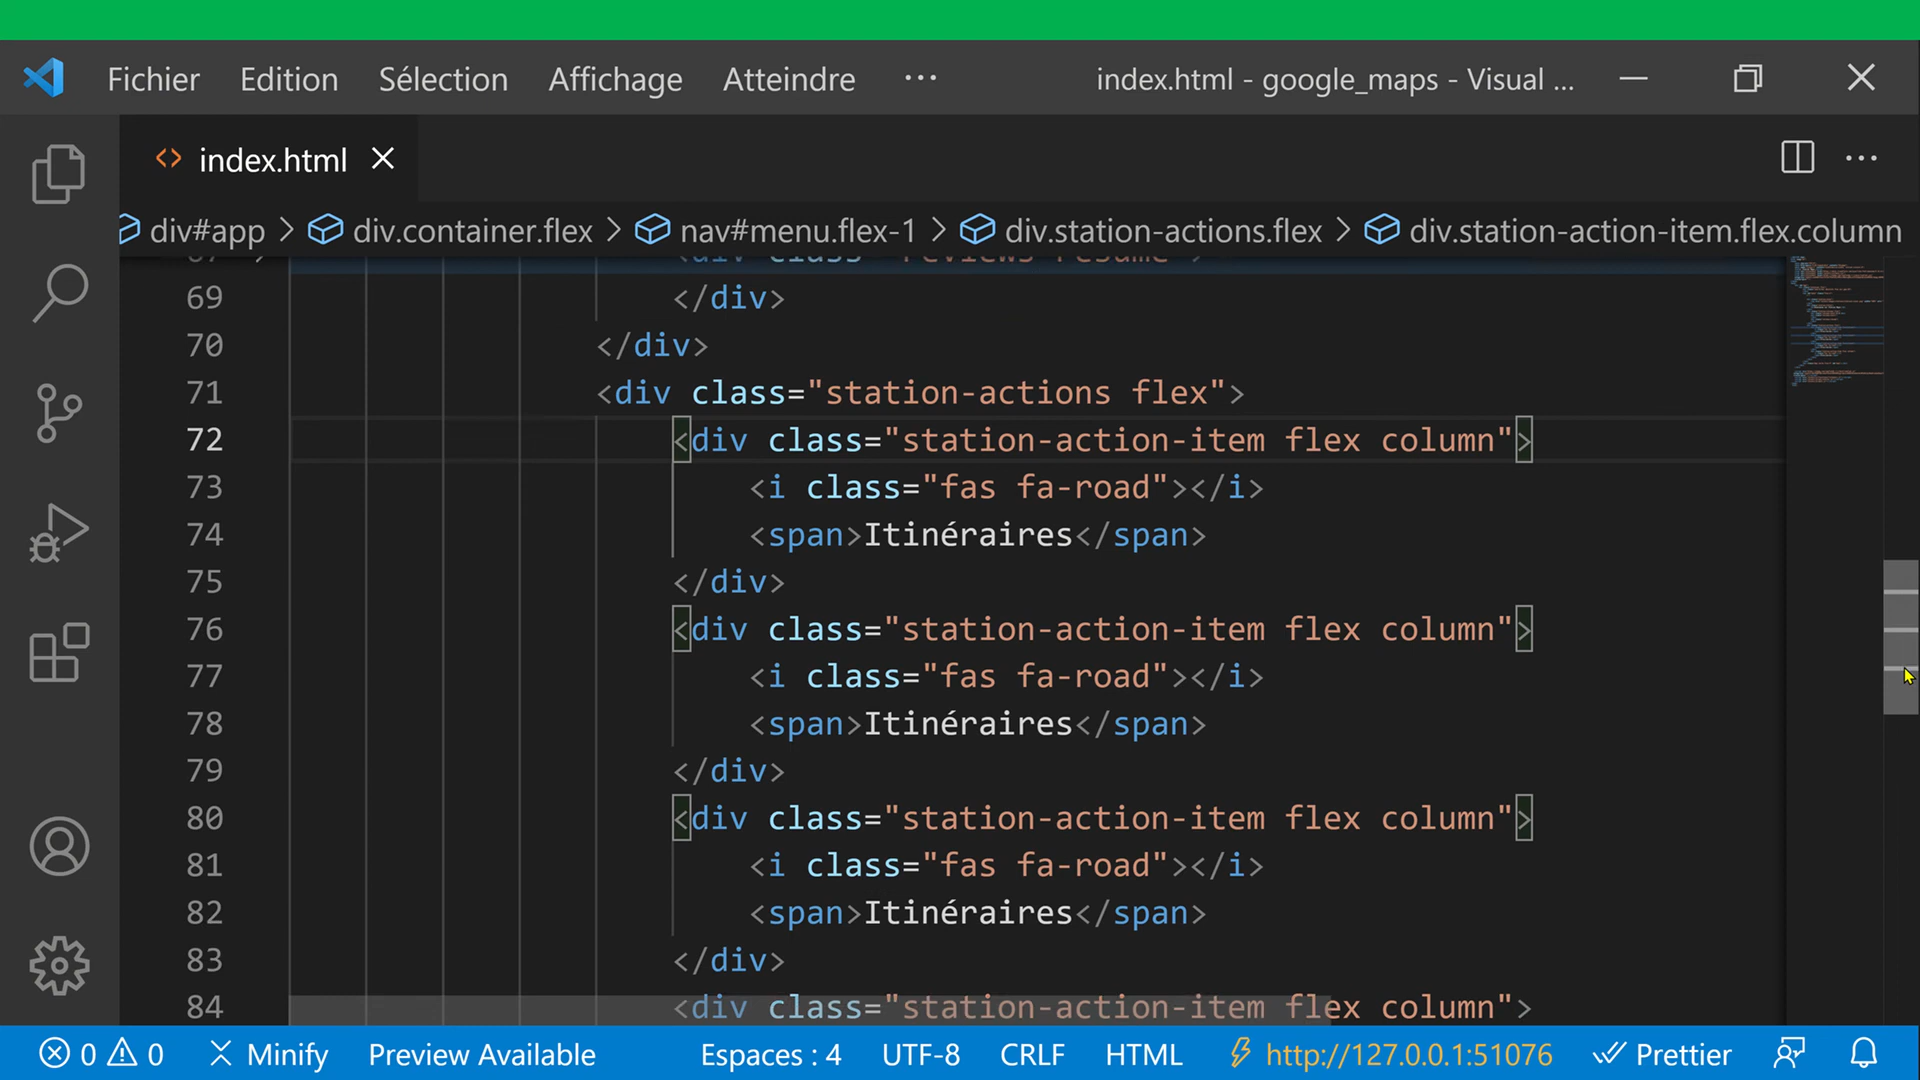 Fichier Edition Sélection Affichage Atteindre ··· index.html - google_maps - Visual ...
index.html
div#app > div.container.flex > nav#menu.flex-1 > div.station-actions.flex > div.station-action-item.flex.column
67 <div class="reviews resume">
69 </div>
70 </div>
71 <div class="station-actions flex">
72 <div class="station-action-item flex column">
73 <i class="fas fa-road"></i>
74 <span>Itinéraires</span>
75 </div>
76 <div class="station-action-item flex column">
77 <i class="fas fa-road"></i>
78 <span>Itinéraires</span>
79 </div>
80 <div class="station-action-item flex column">
81 <i class="fas fa-road"></i>
82 <span>Itinéraires</span>
83 </div>
84 <div class="station-action-item flex column">
0 0 Minify Preview Available Espaces : 4 UTF-8 CRLF HTML http://127.0.0.1:51076 Prettier